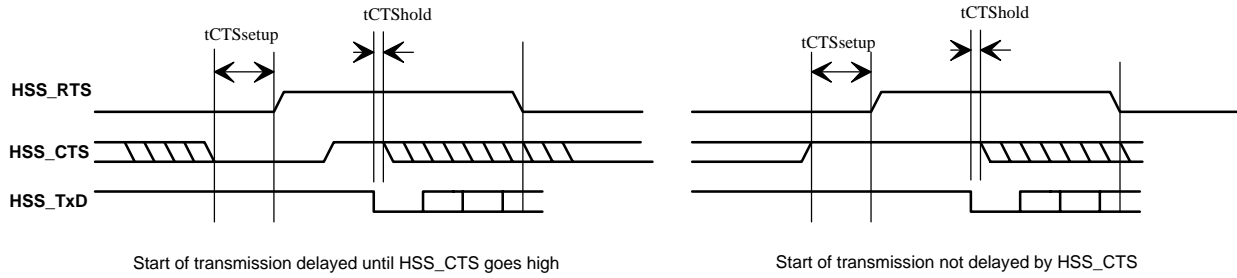 tCTShold
tCTSsetup
HSS_RTS
HSS_CTS
HSS_TxD
Start of transmission delayed until HSS_CTS goes high
tCTShold
tCTSsetup
Start of transmission not delayed by HSS_CTS